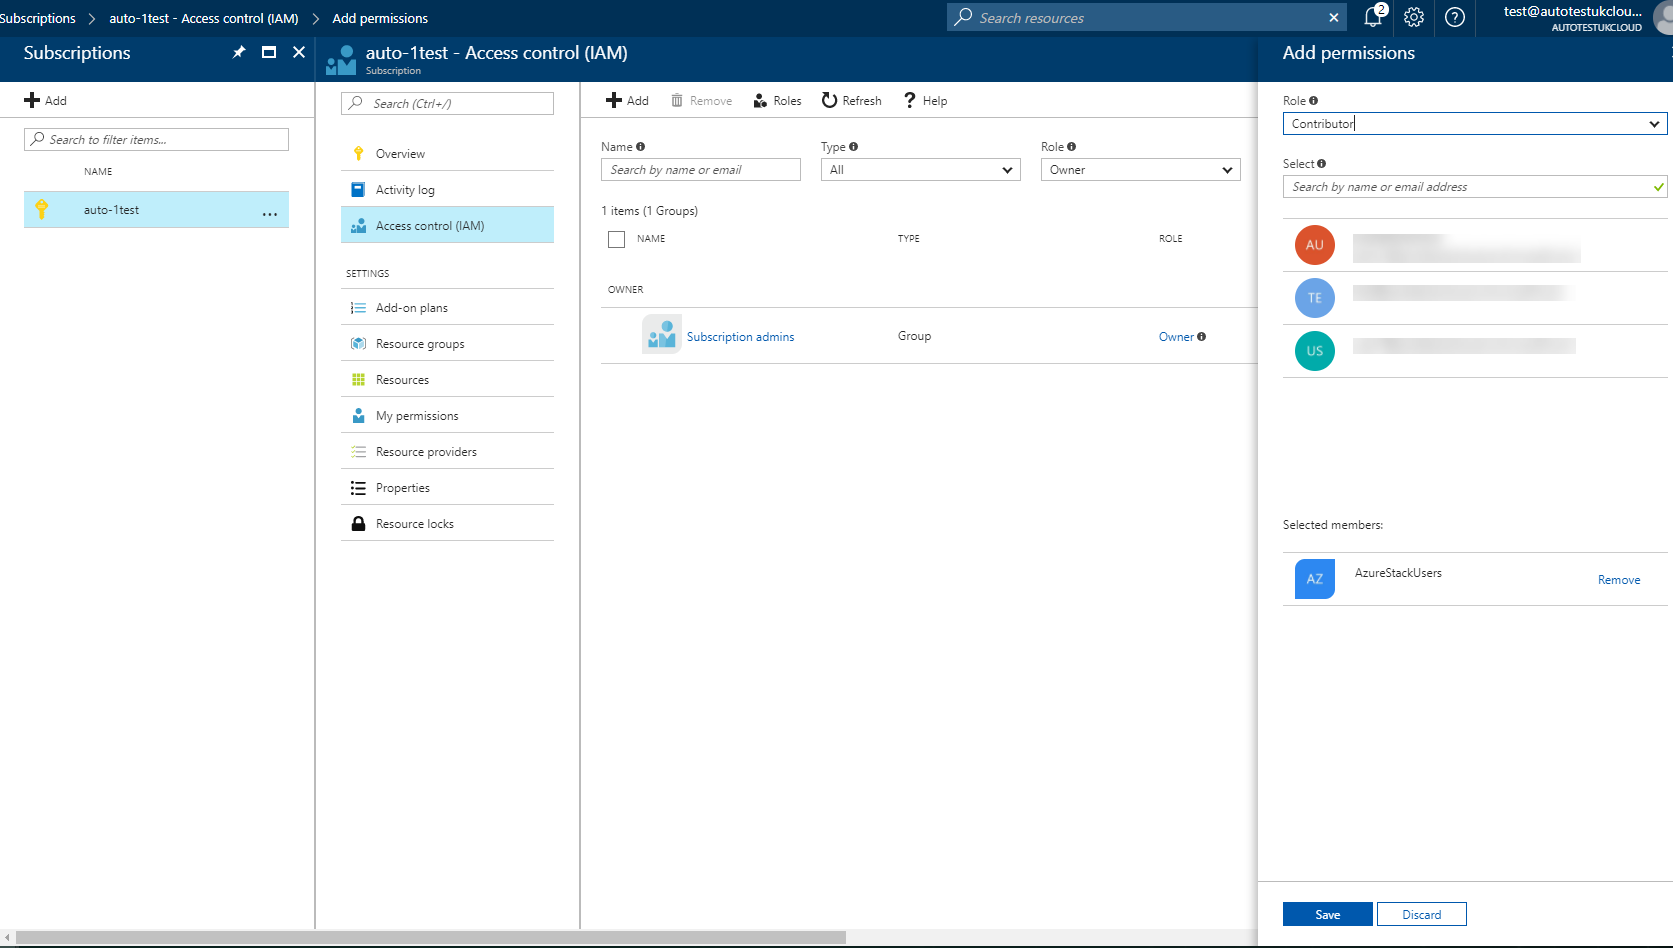 Subscriptions > auto-1test - Access control (IAM) > Add permissions
Search resources
2
test@autotestukclou...
AUTOTESTUKCLOUD
Subscriptions
Add
Search to filter items...
NAME
auto-1test ...
auto-1test - Access control (IAM)
Subscription
Search (Ctrl+/)
Overview
Activity log
Access control (IAM)
SETTINGS
Add-on plans
Resource groups
Resources
My permissions
Resource providers
Properties
Resource locks
Add Remove Roles Refresh Help
Name Type Role
Search by name or email All Owner
1 items (1 Groups)
NAME TYPE ROLE
OWNER
Subscription admins Group Owner
Add permissions
Role
Contributor
Select
Search by name or email address
AU
TE
US
Selected members:
AZ AzureStackUsers Remove
Save Discard